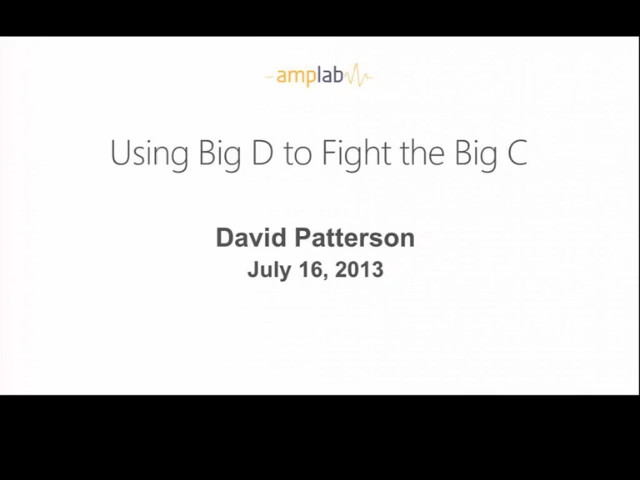 amplab
Using Big D to Fight the Big C
David Patterson
July 16, 2013